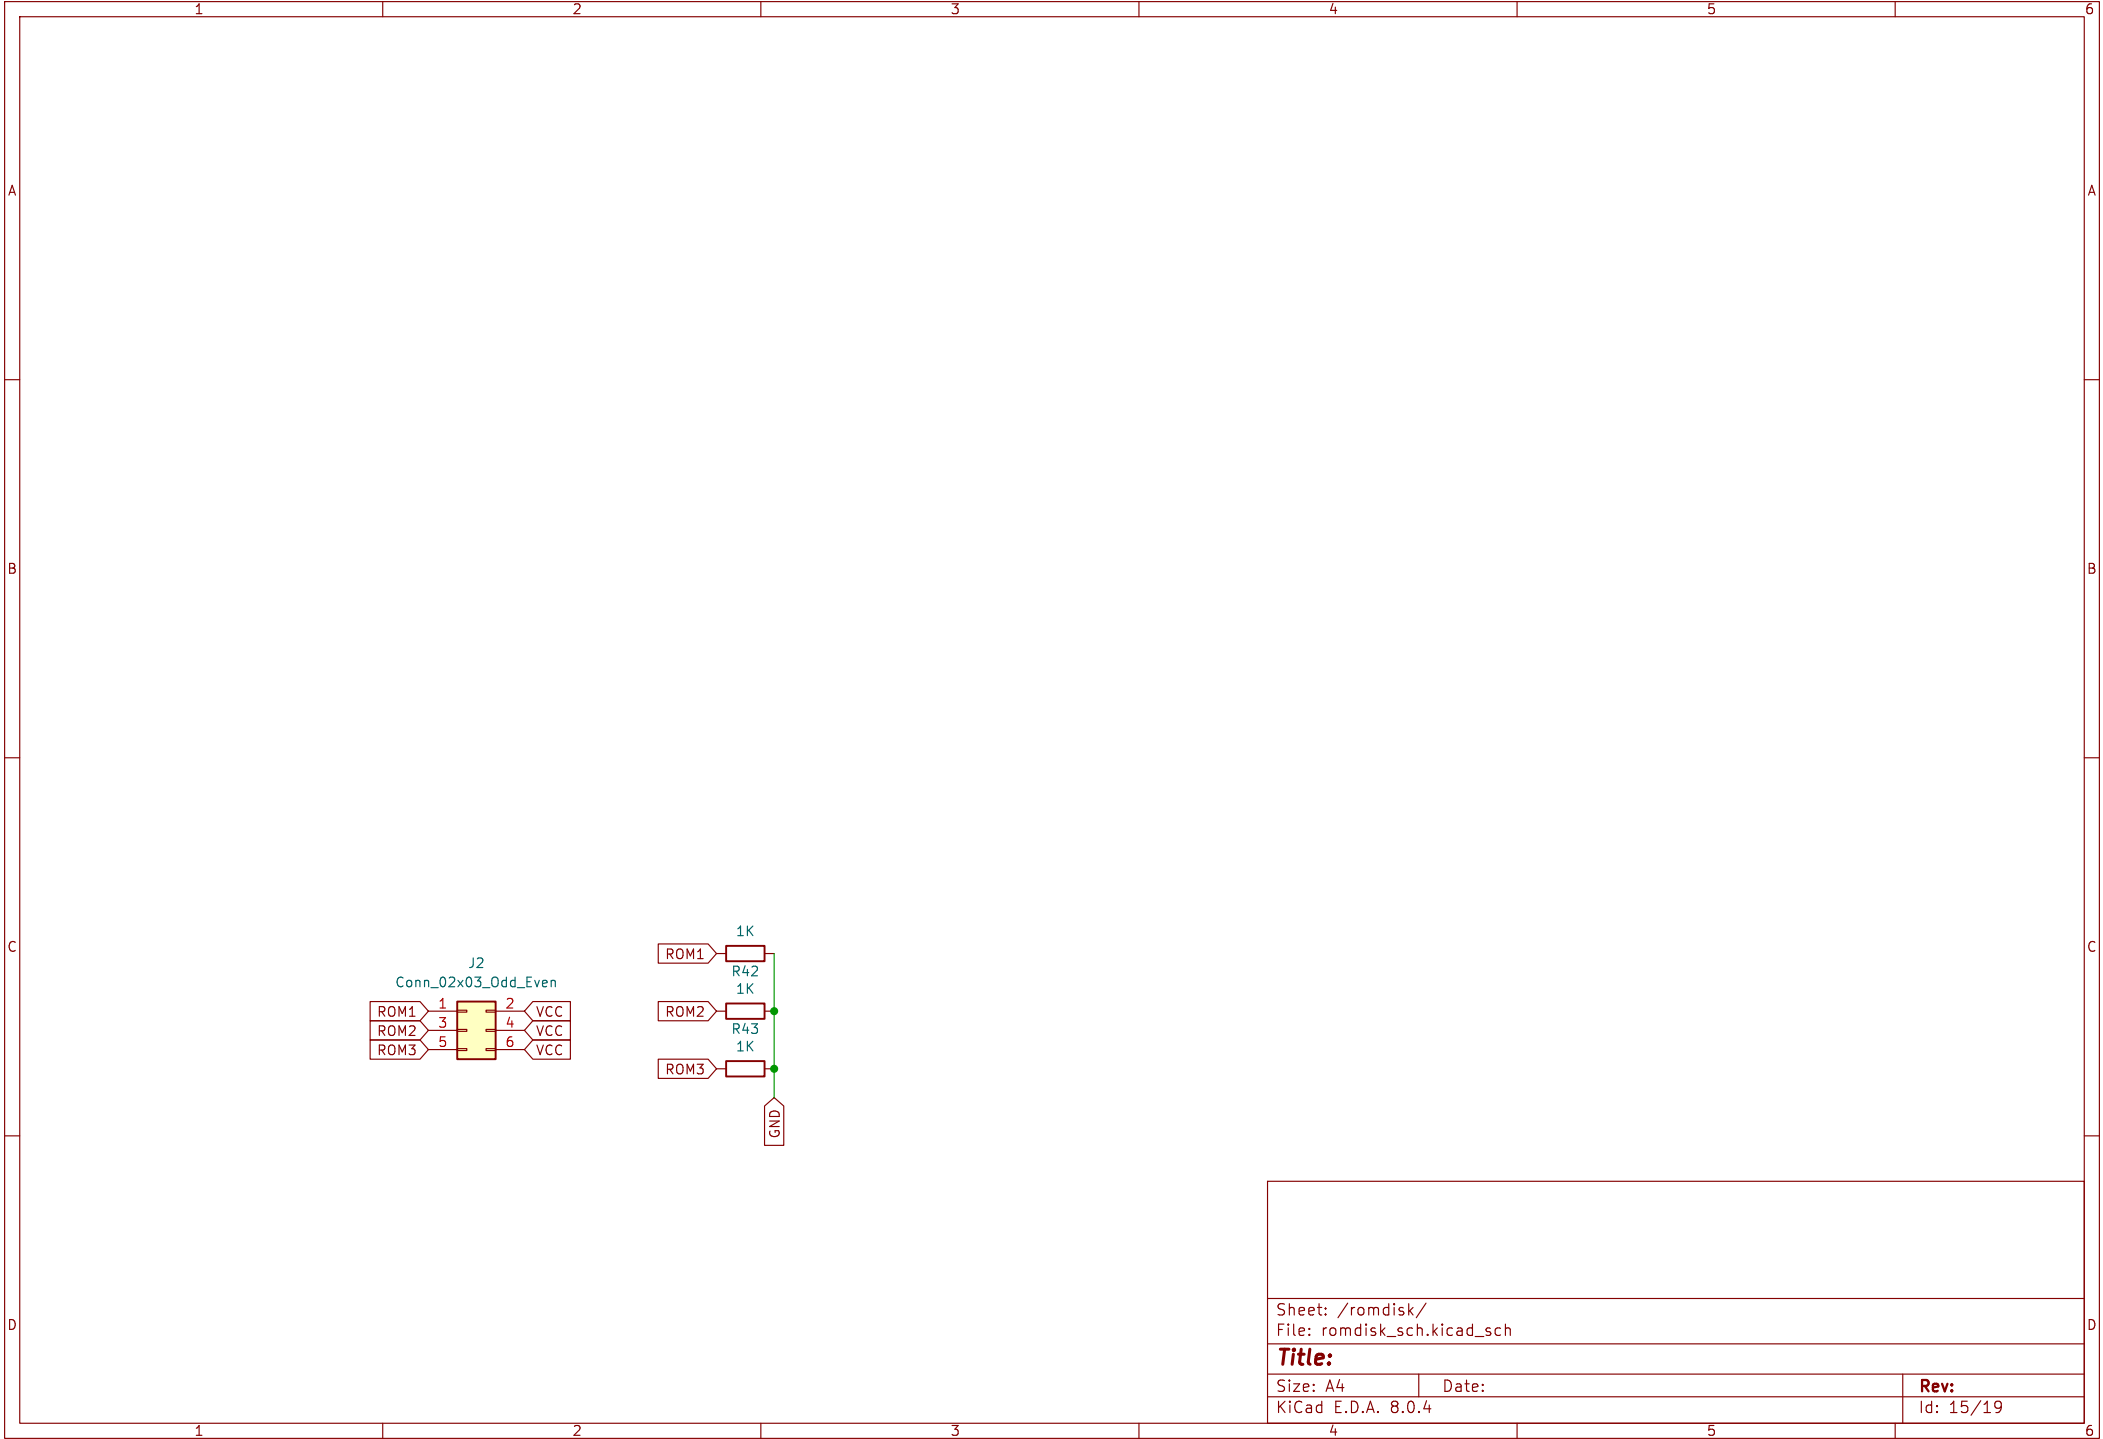 1 2 3 4 5 6
A A
B B
C C
D D
J2
Conn_02x03_Odd_Even
ROM1 1 2 VCC
ROM2 3 4 VCC
ROM3 5 6 VCC
1K
ROM1
R42
1K
ROM2
R43
1K
ROM3
GND
Sheet: /romdisk/
File: romdisk_sch.kicad_sch
Title:
Size: A4 Date: Rev:
KiCad E.D.A. 8.0.4 Id: 15/19
1 2 3 4 5 6